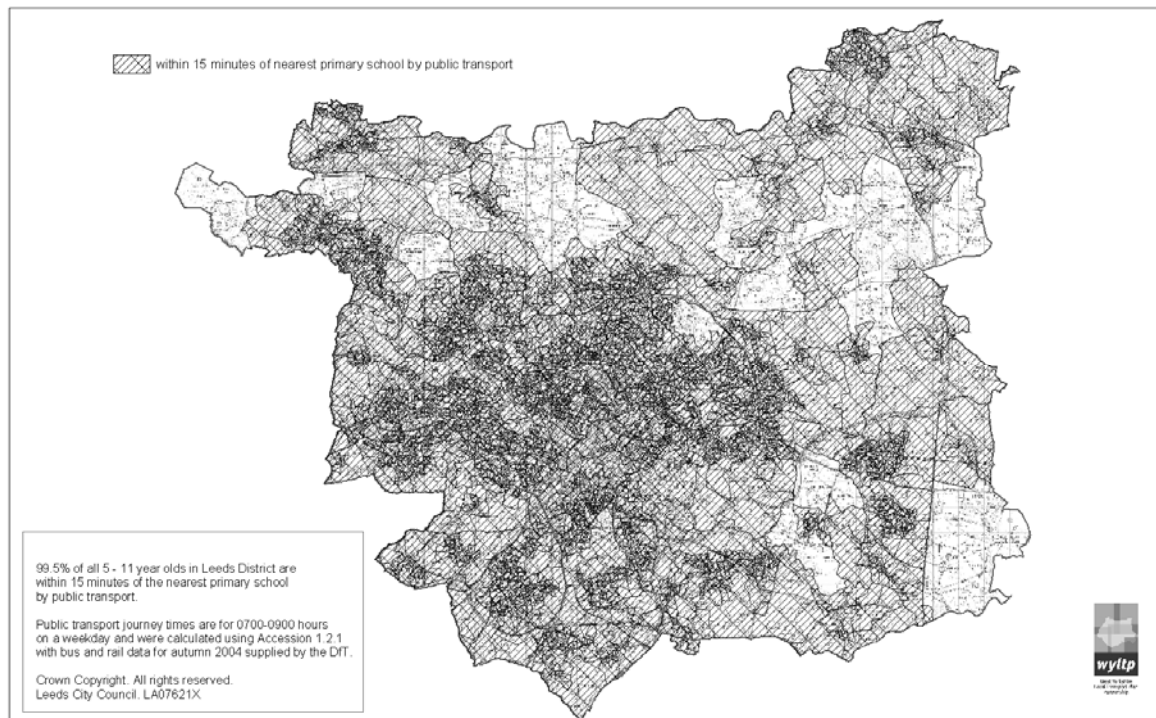 within 15 minutes of nearest primary school by public transport
99.5% of all 5 - 11 year olds in Leeds District are
within 15 minutes of the nearest primary school
by public transport.
Public transport journey times are for 0700-0900 hours
on a weekday and were calculated using Accession 1.2.1
with bus and rail data for autumn 2004 supplied by the DfT.
Crown Copyright. All rights reserved.
Leeds City Council. LA07621X
wyltp